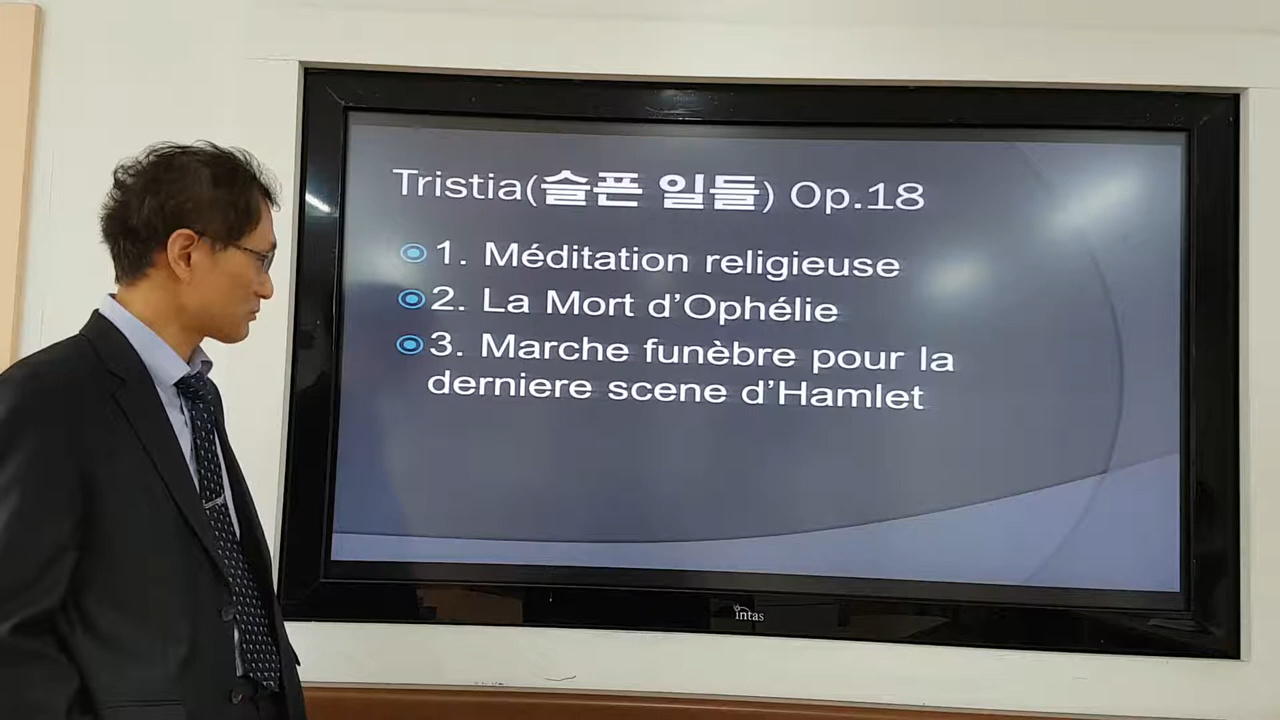 Tristia(슬픈 일들) Op.18
1. Méditation religieuse
2. La Mort d’Ophélie
3. Marche funèbre pour la
derniere scene d’Hamlet
intas